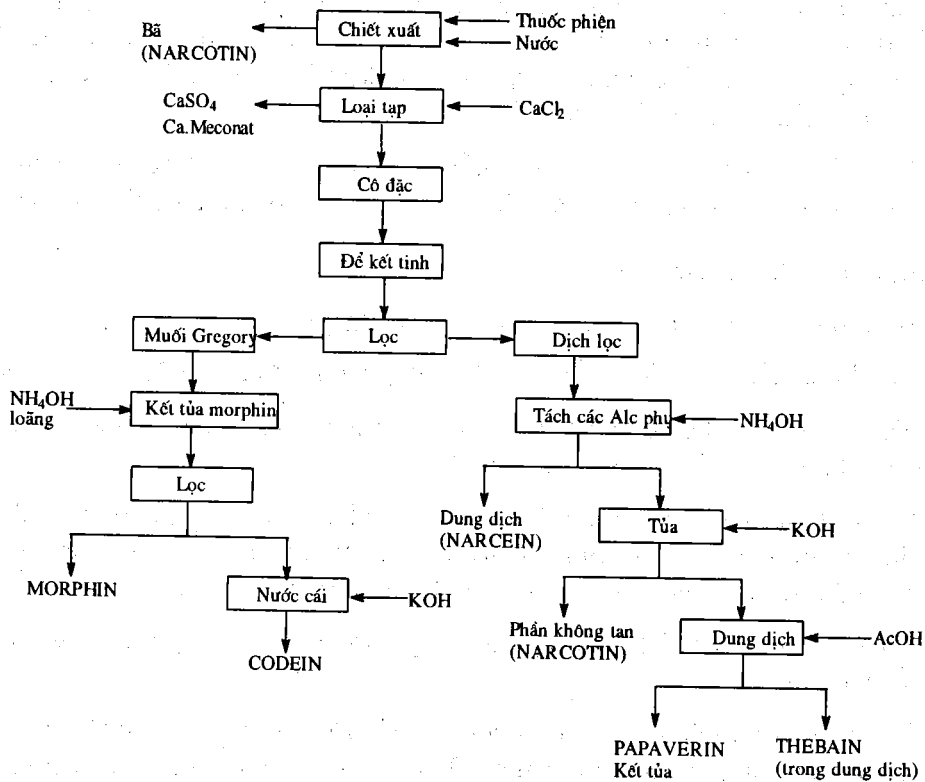 Bã
(NARCOTIN)
Chiết xuất
Thuốc phiện
Nước
CaSO₄
Ca.Meconat
Loại tạp
CaCl₂
Cô đặc
Để kết tinh
Muối Gregory
Lọc
Dịch lọc
NH₄OH
loãng
Kết tủa morphin
Tách các Alc phụ
NH₄OH
Lọc
Dung dịch
(NARCEIN)
Tủa
KOH
MORPHIN
Nước cái
KOH
Phần không tan
(NARCOTIN)
Dung dịch
AcOH
CODEIN
PAPAVERIN
Kết tủa
THEBAIN
(trong dung dịch)